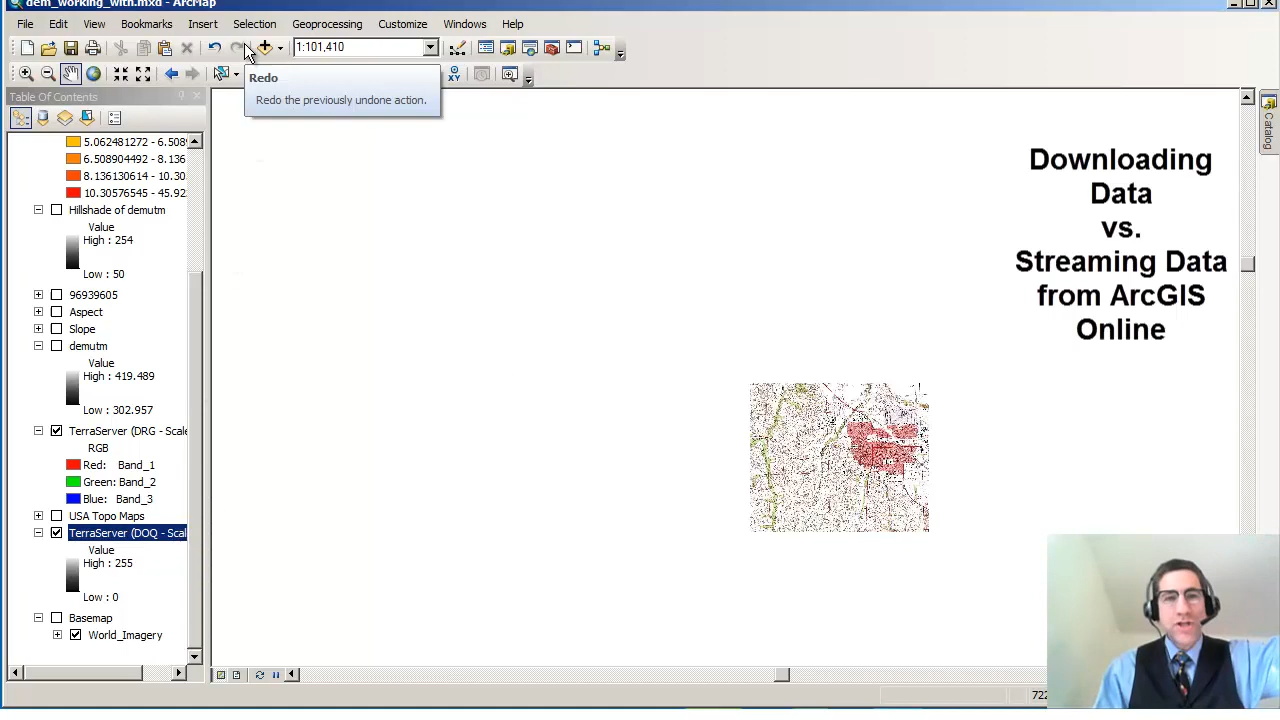 dem_working_with.mxd - ArcMap
File Edit View Bookmarks Insert Selection Geoprocessing Customize Windows Help
1:101,410
Redo
Redo the previously undone action.
Table Of Contents
Catalog
5.062481272 - 6.508
6.508904492 - 8.136
8.136130614 - 10.30
10.30576545 - 45.92
Hillshade of demutm
Value
High : 254
Low : 50
96939605
Aspect
Slope
demutm
Value
High : 419.489
Low : 302.957
TerraServer (DRG - Scale
RGB
Red: Band_1
Green: Band_2
Blue: Band_3
USA Topo Maps
TerraServer (DOQ - Scal
Value
High : 255
Low : 0
Basemap
World_Imagery
Downloading
Data
vs.
Streaming Data
from ArcGIS
Online
722